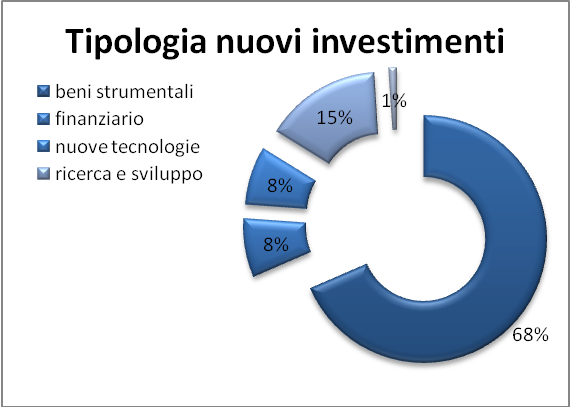 Tipologia nuovi investimenti
beni strumentali
finanziario
nuove tecnologie
ricerca e sviluppo
1%
15%
8%
8%
68%